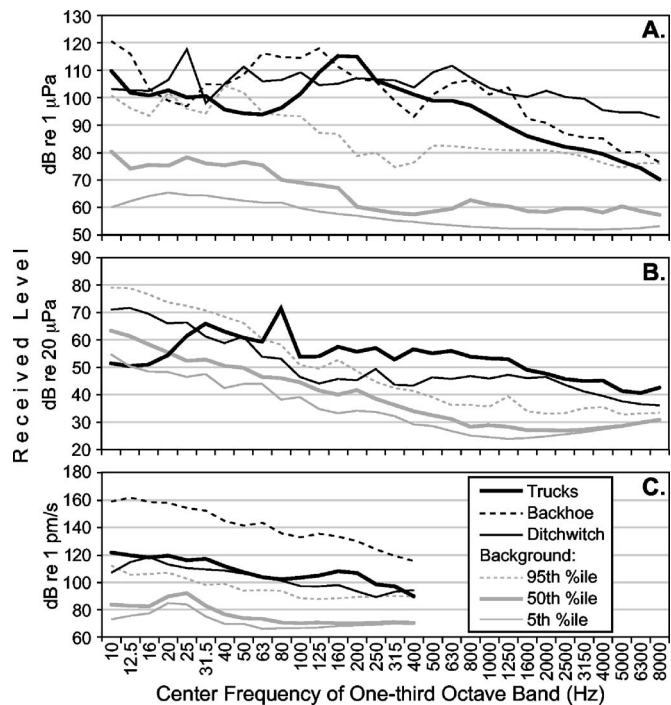 A.
130
120
110
100
90
80
70
60
50
dB re 1 µPa
B.
90
80
70
60
50
40
30
20
dB re 20 µPa
Received Level
C.
180
160
140
120
100
80
60
dB re 1 pm/s
Trucks
Backhoe
Ditchwitch
Background:
95th %ile
50th %ile
5th %ile
10 12.5 16 20 25 31.5 40 50 63 80 100 125 160 200 250 315 400 500 630 800 1000 1250 1600 2000 2500 3150 4000 5000 6300 8000
Center Frequency of One-third Octave Band (Hz)